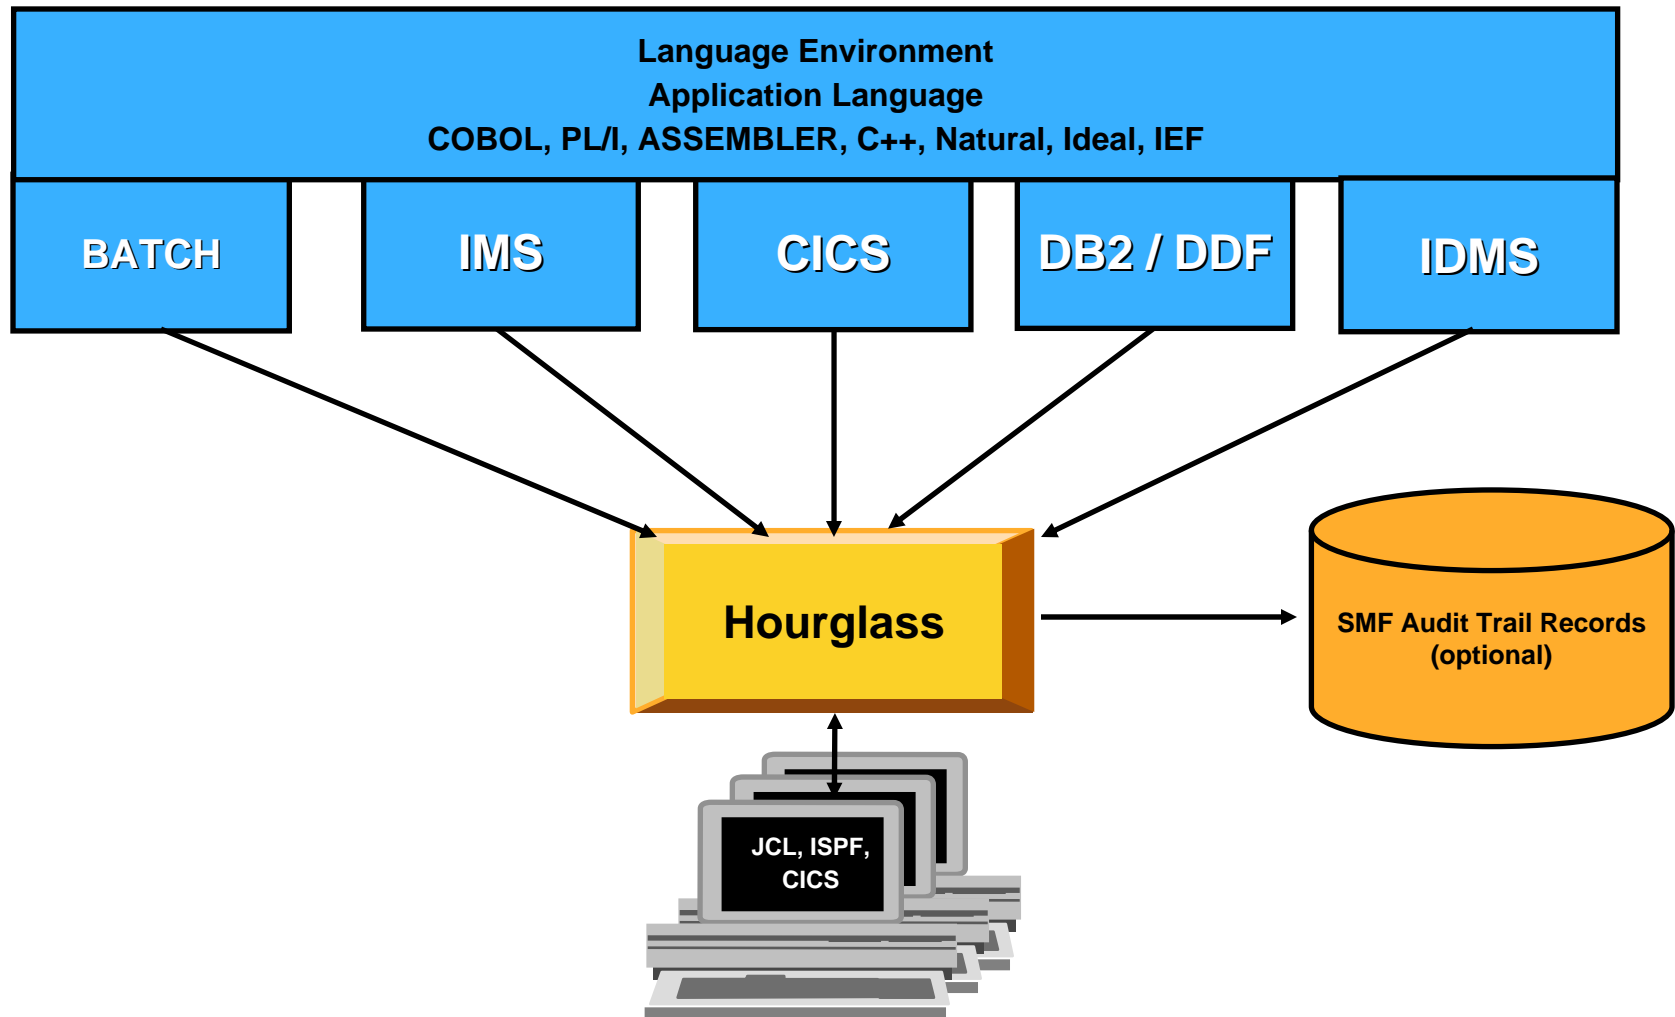 Language Environment
Application Language
COBOL, PL/I, ASSEMBLER, C++, Natural, Ideal, IEF
BATCH
IMS
CICS
DB2 / DDF
IDMS
Hourglass
SMF Audit Trail Records
(optional)
JCL, ISPF,
CICS